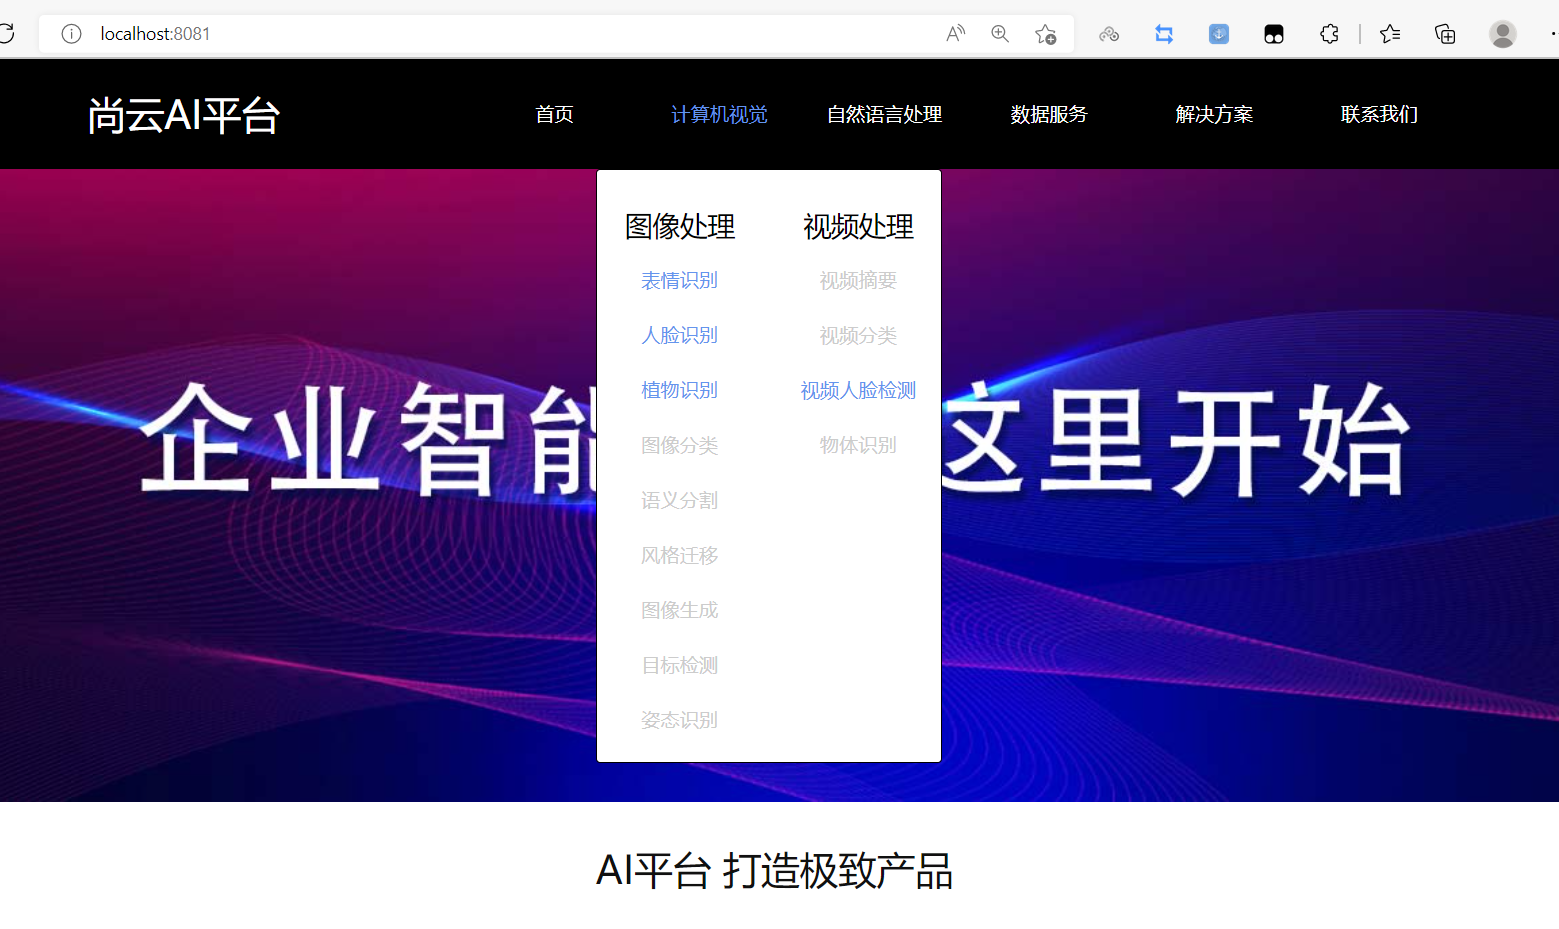 localhost:8081
尚云AI平台
首页
计算机视觉
自然语言处理
数据服务
解决方案
联系我们
图像处理
表情识别
人脸识别
植物识别
图像分类
语义分割
风格迁移
图像生成
目标检测
姿态识别
视频处理
视频摘要
视频分类
视频人脸检测
物体识别
企业智能 这里开始
AI平台 打造极致产品